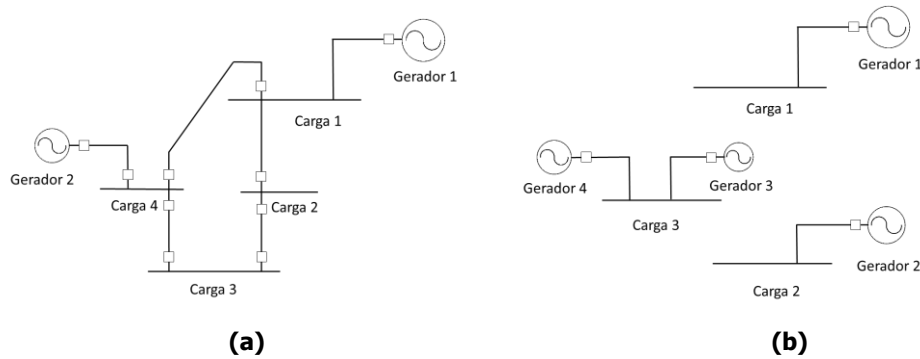 Gerador 1
Carga 1
Gerador 2
Carga 4
Carga 2
Carga 3
(a)
Gerador 1
Carga 1
Gerador 4
Gerador 3
Carga 3
Gerador 2
Carga 2
(b)